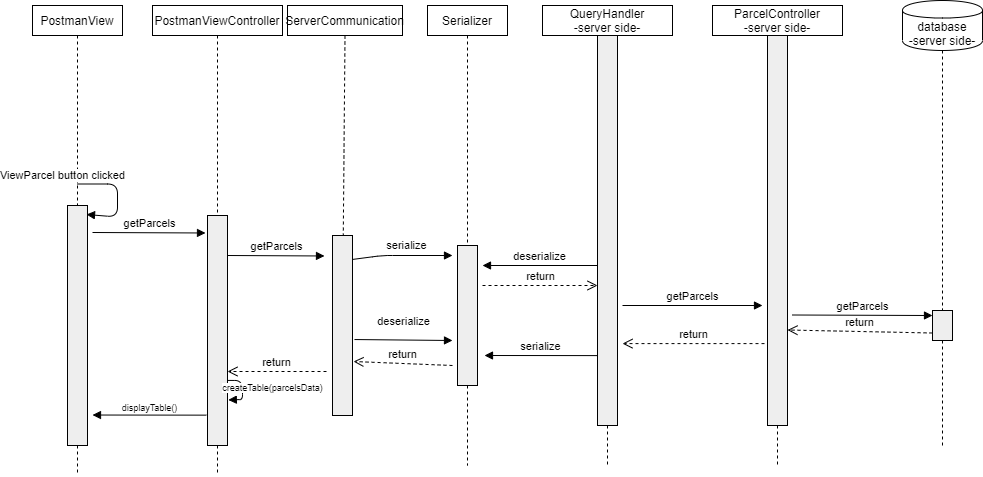 PostmanView
PostmanViewController
ServerCommunication
Serializer
QueryHandler
-server side-
ParcelController
-server side-
database
-server side-
ViewParcel button clicked
getParcels
getParcels
serialize
deserialize
return
getParcels
getParcels
return
return
deserialize
serialize
return
return
createTable(parcelsData)
displayTable()